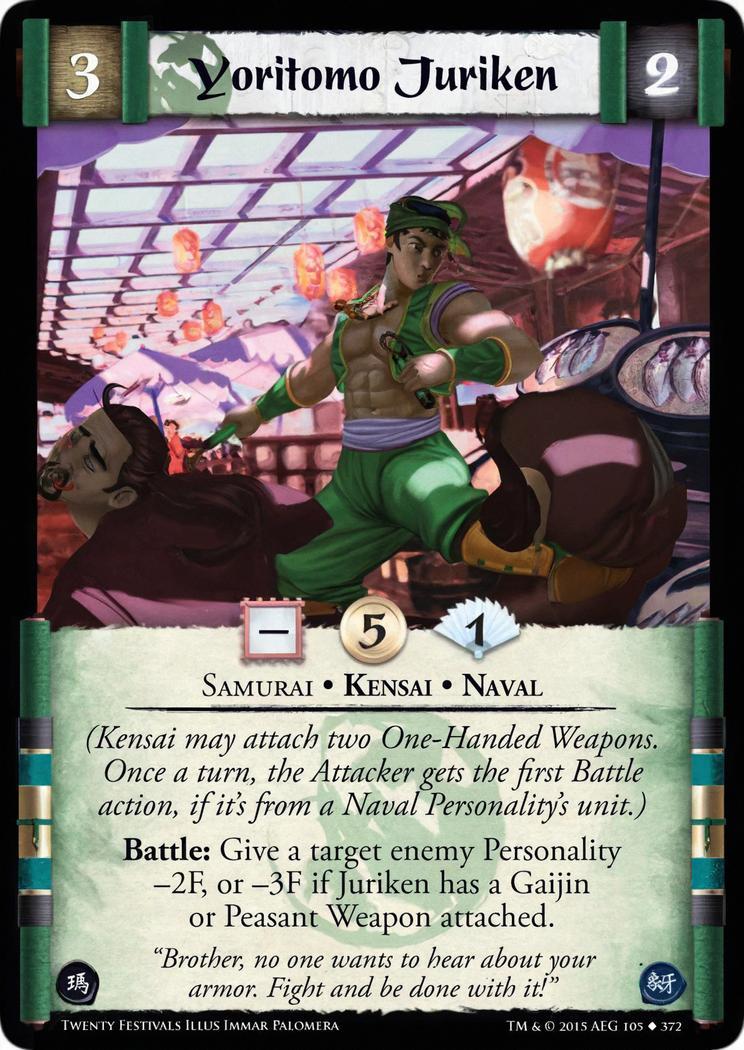 3
Yoritomo Juriken
2
–
5
1
Samurai • Kensai • Naval
(Kensai may attach two One-Handed Weapons.
Once a turn, the Attacker gets the first Battle
action, if it's from a Naval Personality's unit.)
Battle: Give a target enemy Personality
–2F, or –3F if Juriken has a Gaijin
or Peasant Weapon attached.
"Brother, no one wants to hear about your
armor. Fight and be done with it!"
Twenty Festivals Illus Immar Palomera
TM & © 2015 AEG 105 ◆ 372